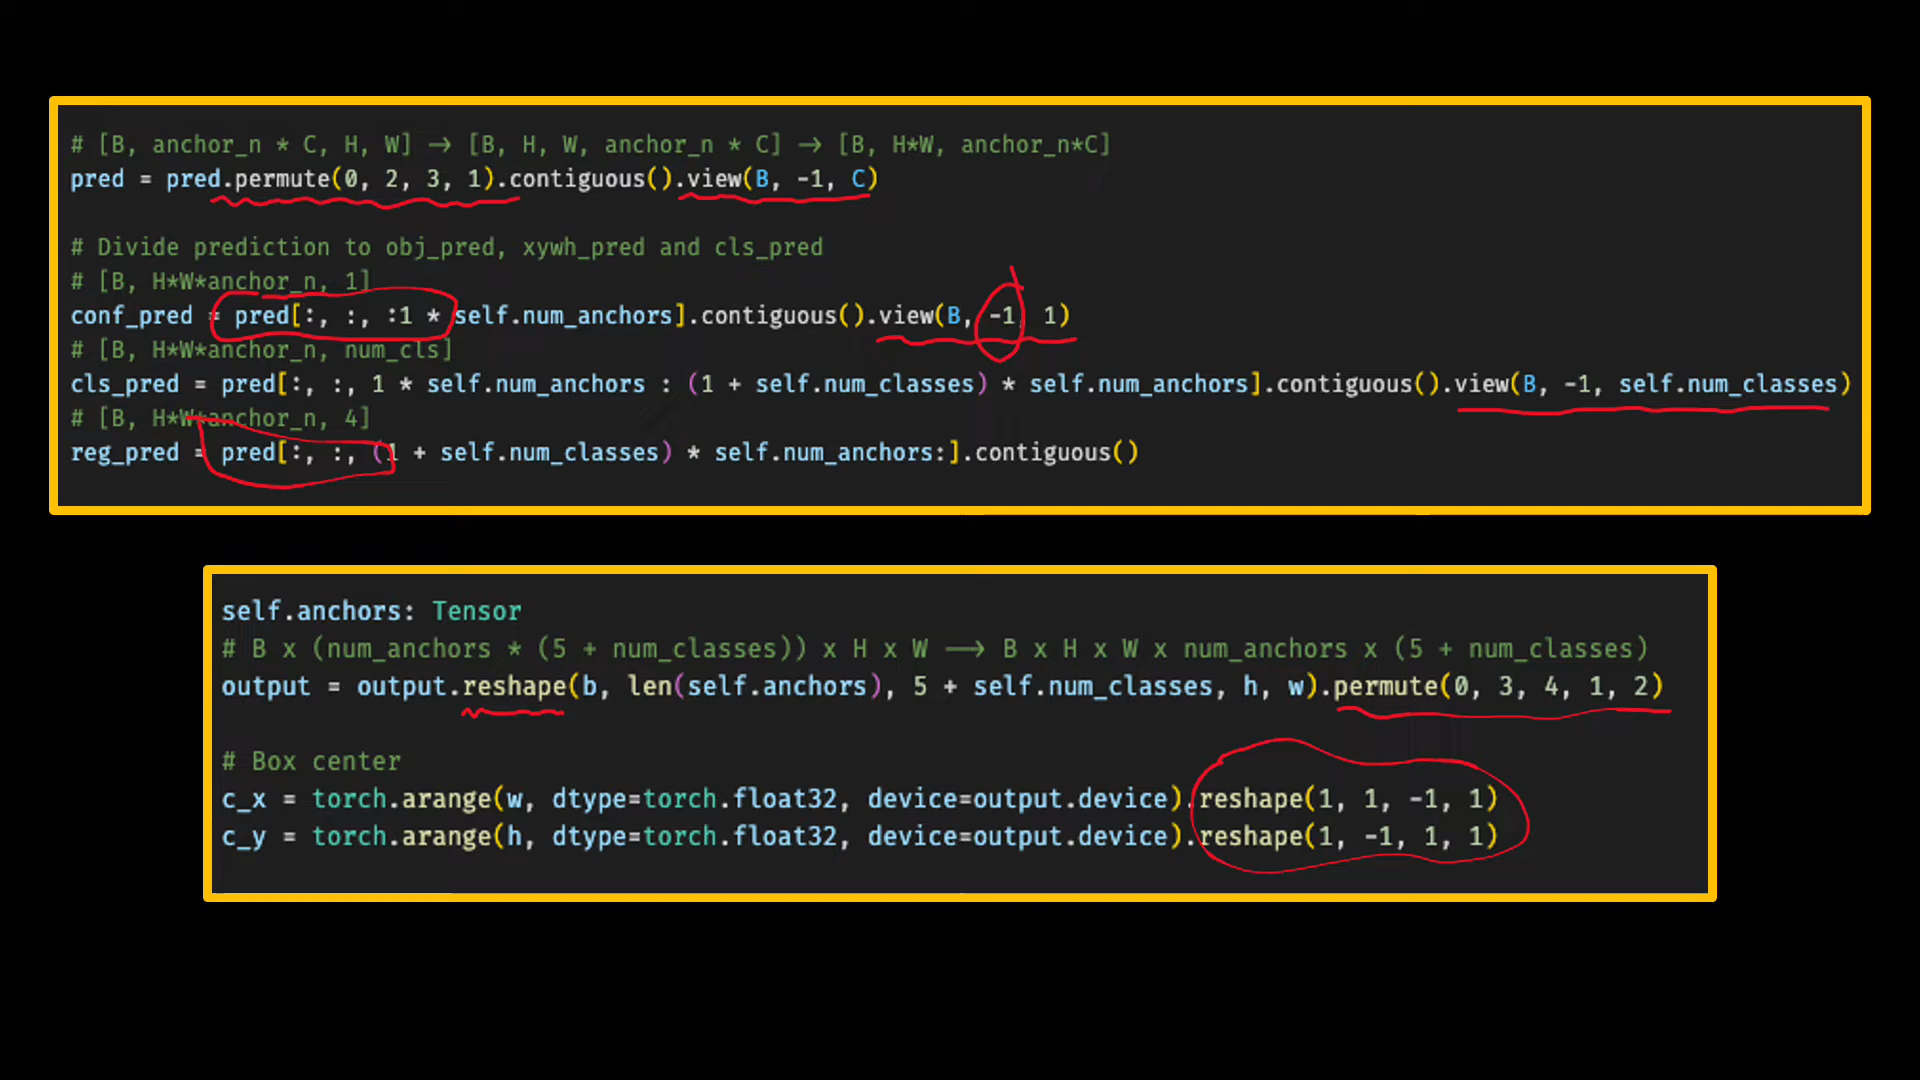 # [B, anchor_n * C, H, W] -> [B, H, W, anchor_n * C] -> [B, H*W, anchor_n*C]
pred = pred.permute(0, 2, 3, 1).contiguous().view(B, -1, C)
# Divide prediction to obj_pred, xywh_pred and cls_pred
# [B, H*W*anchor_n, 1]
conf_pred = pred[:, :, :1 * self.num_anchors].contiguous().view(B, -1, 1)
# [B, H*W*anchor_n, num_cls]
cls_pred = pred[:, :, 1 * self.num_anchors : (1 + self.num_classes) * self.num_anchors].contiguous().view(B, -1, self.num_classes)
# [B, H*W*anchor_n, 4]
reg_pred = pred[:, :, (1 + self.num_classes) * self.num_anchors:].contiguous()
self.anchors: Tensor
# B x (num_anchors * (5 + num_classes)) x H x W --> B x H x W x num_anchors x (5 + num_classes)
output = output.reshape(b, len(self.anchors), 5 + self.num_classes, h, w).permute(0, 3, 4, 1, 2)
# Box center
c_x = torch.arange(w, dtype=torch.float32, device=output.device).reshape(1, 1, -1, 1)
c_y = torch.arange(h, dtype=torch.float32, device=output.device).reshape(1, -1, 1, 1)